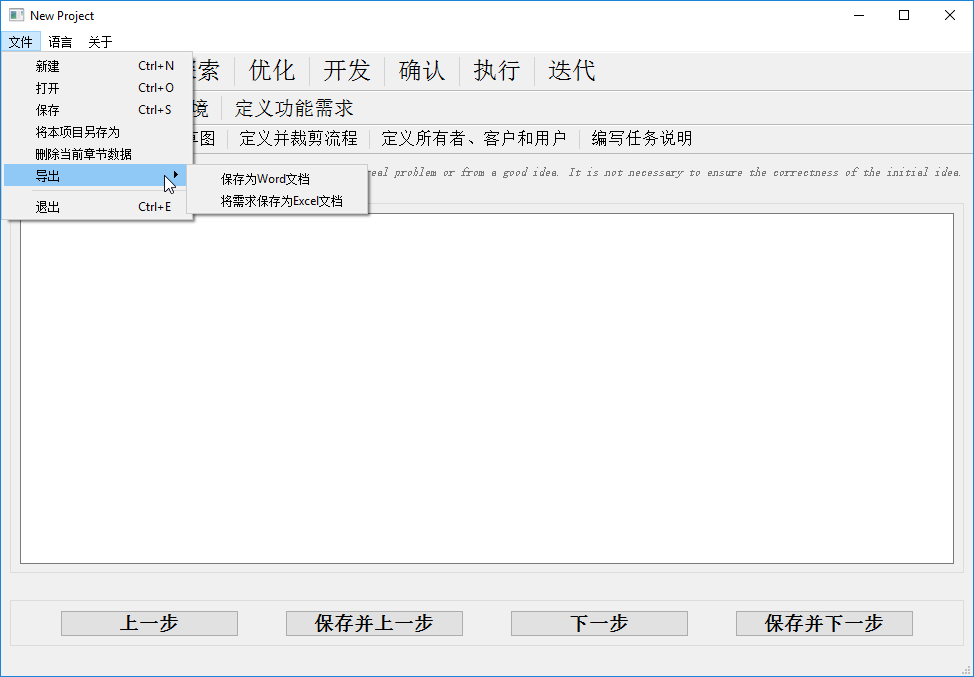 New Project
文件 语言 关于
新建 Ctrl+N
打开 Ctrl+O
保存 Ctrl+S
将本项目另存为
删除当前章节数据
导出
退出 Ctrl+E
保存为Word文档
将需求保存为Excel文档
索 优化 开发 确认 执行 迭代
境 定义功能需求
草图 定义并裁剪流程 定义所有者、客户和用户 编写任务说明
real problem or from a good idea. It is not necessary to ensure the correctness of the initial idea.
上一步 保存并上一步 下一步 保存并下一步